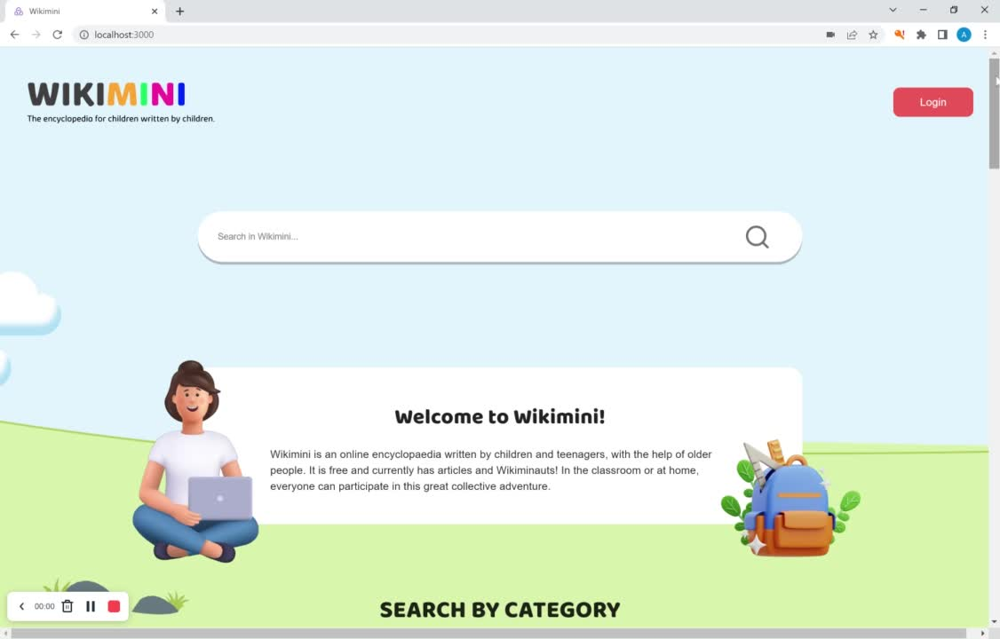 Wikimini
localhost:3000
A
WIKIMINI
The encyclopedia for children written by children.
Login
Search in Wikimini...
Welcome to Wikimini!
Wikimini is an online encyclopaedia written by children and teenagers, with the help of older
people. It is free and currently has articles and Wikiminauts! In the classroom or at home,
everyone can participate in this great collective adventure.
00:00
SEARCH BY CATEGORY